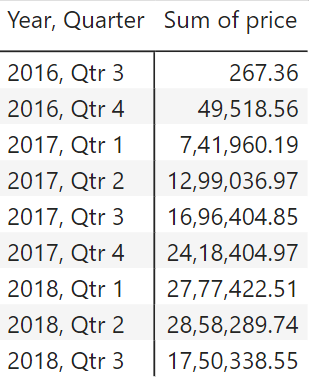 Year, Quarter Sum of price
2016, Qtr 3 267.36
2016, Qtr 4 49,518.56
2017, Qtr 1 7,41,960.19
2017, Qtr 2 12,99,036.97
2017, Qtr 3 16,96,404.85
2017, Qtr 4 24,18,404.97
2018, Qtr 1 27,77,422.51
2018, Qtr 2 28,58,289.74
2018, Qtr 3 17,50,338.55